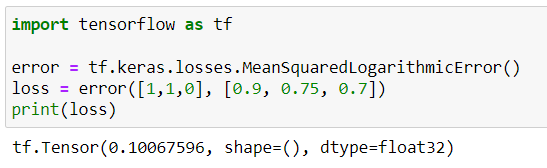 import tensorflow as tf
error = tf.keras.losses.MeanSquaredLogarithmicError()
loss = error([1,1,0], [0.9, 0.75, 0.7])
print(loss)
tf.Tensor(0.10067596, shape=(), dtype=float32)